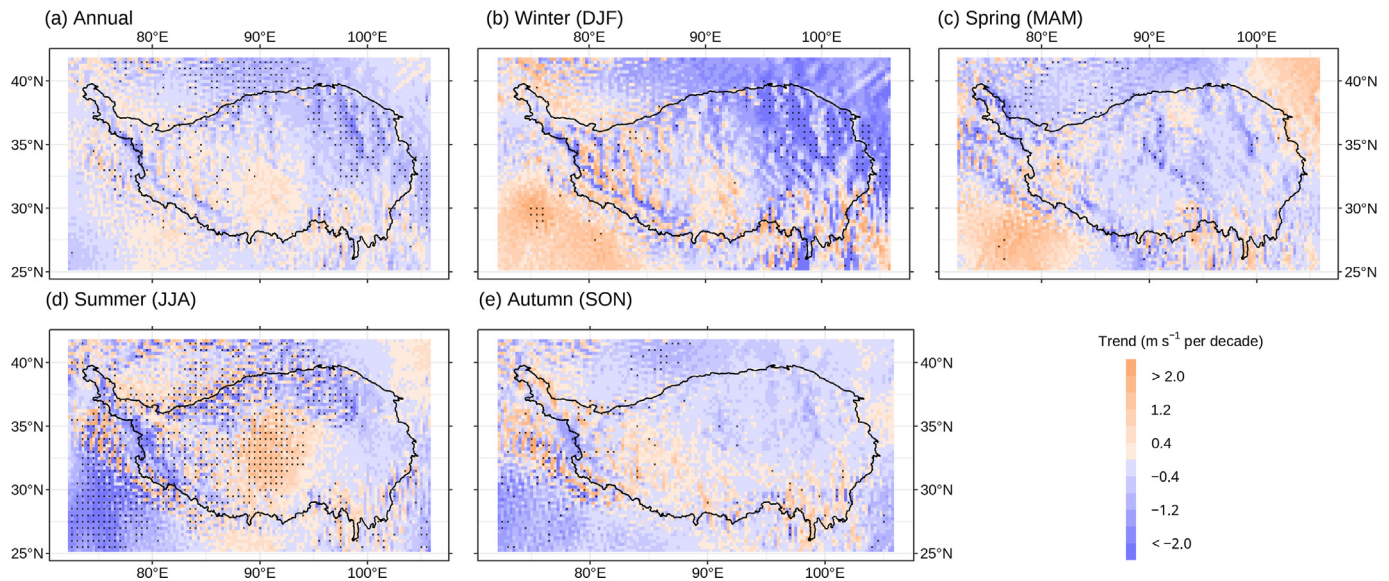 (a) Annual
(b) Winter (DJF)
(c) Spring (MAM)
80°E 90°E 100°E
80°E 90°E 100°E
80°E 90°E 100°E
40°N 40°N
35°N 35°N
30°N 30°N
25°N 25°N
(d) Summer (JJA)
(e) Autumn (SON)
40°N 40°N
35°N 35°N
30°N 30°N
25°N 25°N
80°E 90°E 100°E
80°E 90°E 100°E
Trend (m s⁻¹ per decade)
> 2.0
1.2
0.4
−0.4
−1.2
< −2.0